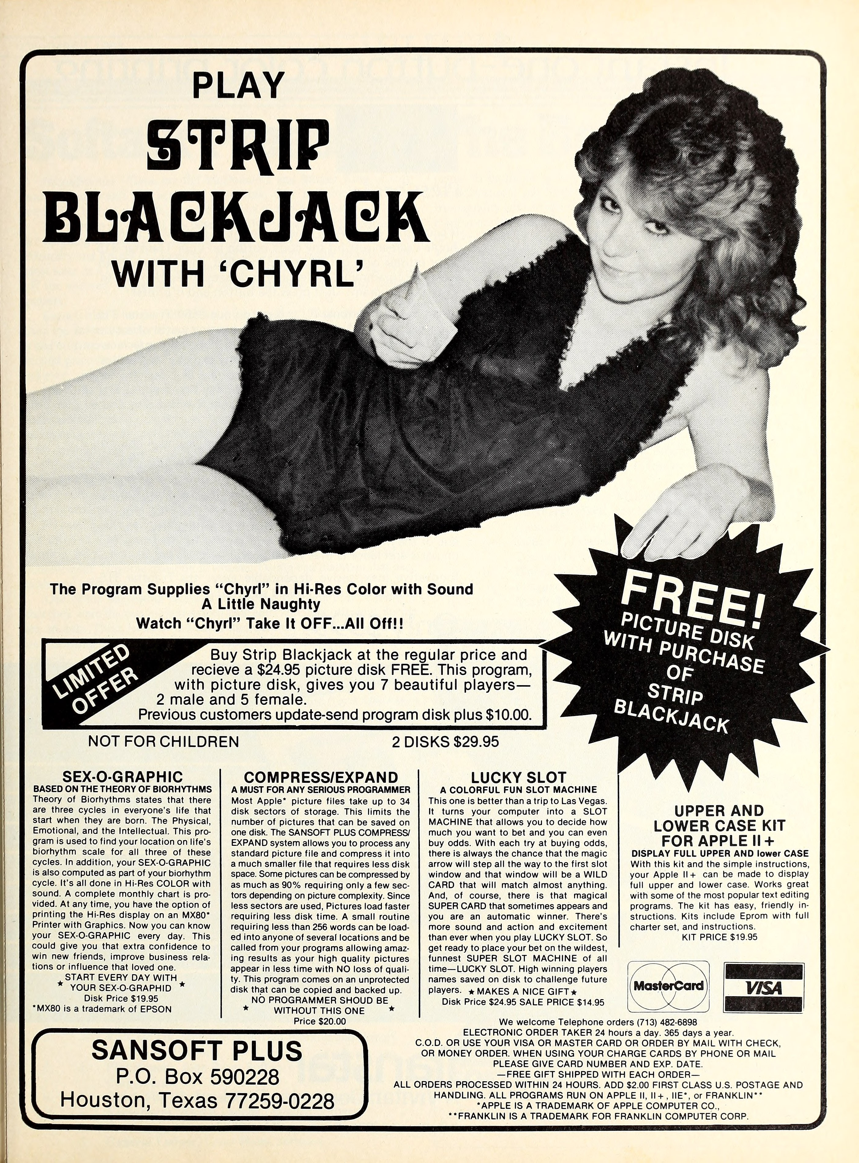 PLAY
STRIP
BLACKJACK
WITH ‘CHYRL’
The Program Supplies “Chyrl” in Hi-Res Color with Sound
A Little Naughty
Watch “Chyrl” Take It OFF...All Off!!
FREE!
PICTURE DISK
WITH PURCHASE
OF
STRIP
BLACKJACK
LIMITED
OFFER
Buy Strip Blackjack at the regular price and
recieve a $24.95 picture disk FREE. This program,
with picture disk, gives you 7 beautiful players—
2 male and 5 female.
Previous customers update-send program disk plus $10.00.
NOT FOR CHILDREN
2 DISKS $29.95
SEX-O-GRAPHIC
BASED ON THE THEORY OF BIORHYTHMS
Theory of Biorhythms states that there
are three cycles in everyone's life that
start when they are born. The Physical,
Emotional, and the Intellectual. This pro-
gram is used to find your location on life's
biorhythm scale for all three of these
cycles. In addition, your SEX-O-GRAPHIC
is also computed as part of your biorhythm
cycle. It's all done in Hi-Res COLOR with
sound. A complete monthly chart is pro-
vided. At any time, you have the option of
printing the Hi-Res display on an MX80*
Printer with Graphics. Now you can know
your SEX-O-GRAPHIC every day. This
could give you that extra confidence to
win new friends, improve business rela-
tions or influence that loved one.
START EVERY DAY WITH
★ YOUR SEX-O-GRAPHID ★
Disk Price $19.95
*MX80 is a trademark of EPSON
COMPRESS/EXPAND
A MUST FOR ANY SERIOUS PROGRAMMER
Most Apple* picture files take up to 34
disk sectors of storage. This limits the
number of pictures that can be saved on
one disk. The SANSOFT PLUS COMPRESS/
EXPAND system allows you to process any
standard picture file and compress it into
a much smaller file that requires less disk
space. Some pictures can be compressed by
as much as 90% requiring only a few sec-
tors depending on picture complexity. Since
less sectors are used, Pictures load faster
requiring less disk time. A small routine
requiring less than 256 words can be load-
ed into anyone of several locations and be
called from your programs allowing amaz-
ing results as your high quality pictures
appear in less time with NO loss of quali-
ty. This program comes on an unprotected
disk that can be copied and backed up.
NO PROGRAMMER SHOUD BE
★ WITHOUT THIS ONE ★
Price $20.00
LUCKY SLOT
A COLORFUL FUN SLOT MACHINE
This one is better than a trip to Las Vegas.
It turns your computer into a SLOT
MACHINE that allows you to decide how
much you want to bet and you can even
buy odds. With each try at buying odds,
there is always the chance that the magic
arrow will step all the way to the first slot
window and that window will be a WILD
CARD that will match almost anything.
And, of course, there is that magical
SUPER CARD that sometimes appears and
you are an automatic winner. There's
more sound and action and excitement
than ever when you play LUCKY SLOT. So
get ready to place your bet on the wildest,
funnest SUPER SLOT MACHINE of all
time—LUCKY SLOT. High winning players
names saved on disk to challenge future
players. ★ MAKES A NICE GIFT ★
Disk Price $24.95 SALE PRICE $14.95
UPPER AND
LOWER CASE KIT
FOR APPLE II +
DISPLAY FULL UPPER AND lower CASE
With this kit and the simple instructions,
your Apple II+ can be made to display
full upper and lower case. Works great
with some of the most popular text editing
programs. The kit has easy, friendly in-
structions. Kits include Eprom with full
charter set, and instructions.
KIT PRICE $19.95
MasterCard
VISA
SANSOFT PLUS
P.O. Box 590228
Houston, Texas 77259-0228
We welcome Telephone orders (713) 482-6898
ELECTRONIC ORDER TAKER 24 hours a day. 365 days a year.
C.O.D. OR USE YOUR VISA OR MASTER CARD OR ORDER BY MAIL WITH CHECK,
OR MONEY ORDER. WHEN USING YOUR CHARGE CARDS BY PHONE OR MAIL
PLEASE GIVE CARD NUMBER AND EXP. DATE.
—FREE GIFT SHIPPED WITH EACH ORDER—
ALL ORDERS PROCESSED WITHIN 24 HOURS. ADD $2.00 FIRST CLASS U.S. POSTAGE AND
HANDLING. ALL PROGRAMS RUN ON APPLE II, II+, IIE*, or FRANKLIN**
*APPLE IS A TRADEMARK OF APPLE COMPUTER CO.,
**FRANKLIN IS A TRADEMARK FOR FRANKLIN COMPUTER CORP.